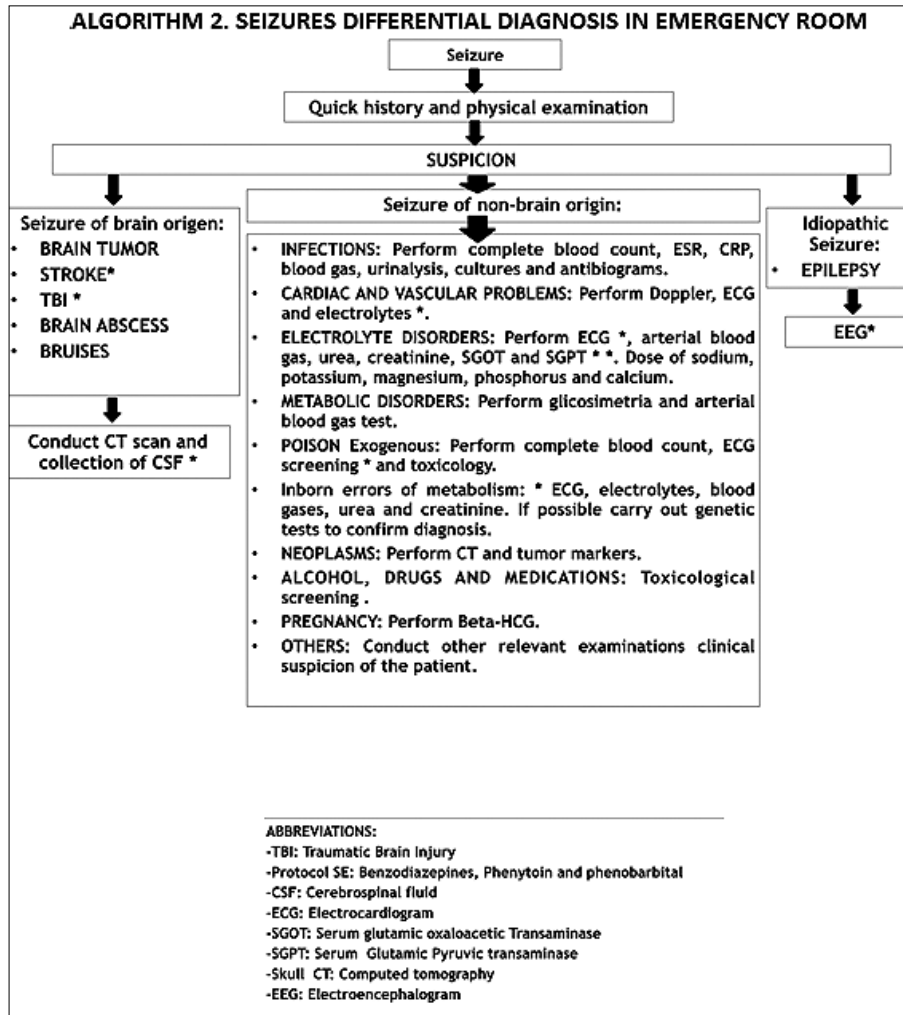 ALGORITHM 2. SEIZURES DIFFERENTIAL DIAGNOSIS IN EMERGENCY ROOM
Seizure
Quick history and physical examination
SUSPICION
Seizure of brain origen:
• BRAIN TUMOR
• STROKE*
• TBI *
• BRAIN ABSCESS
• BRUISES
Conduct CT scan and
collection of CSF *
Seizure of non-brain origin:
• INFECTIONS: Perform complete blood count, ESR, CRP,
blood gas, urinalysis, cultures and antibiograms.
• CARDIAC AND VASCULAR PROBLEMS: Perform Doppler, ECG
and electrolytes *.
• ELECTROLYTE DISORDERS: Perform ECG *, arterial blood
gas, urea, creatinine, SGOT and SGPT * *. Dose of sodium,
potassium, magnesium, phosphorus and calcium.
• METABOLIC DISORDERS: Perform glicosimetria and arterial
blood gas test.
• POISON Exogenous: Perform complete blood count, ECG
screening * and toxicology.
• Inborn errors of metabolism: * ECG, electrolytes, blood
gases, urea and creatinine. If possible carry out genetic
tests to confirm diagnosis.
• NEOPLASMS: Perform CT and tumor markers.
• ALCOHOL, DRUGS AND MEDICATIONS: Toxicological
screening .
• PREGNANCY: Perform Beta-HCG.
• OTHERS: Conduct other relevant examinations clinical
suspicion of the patient.
Idiopathic
Seizure:
• EPILEPSY
EEG*
ABBREVIATIONS:
-TBI: Traumatic Brain Injury
-Protocol SE: Benzodiazepines, Phenytoin and phenobarbital
-CSF: Cerebrospinal fluid
-ECG: Electrocardiogram
-SGOT: Serum glutamic oxaloacetic Transaminase
-SGPT: Serum Glutamic Pyruvic transaminase
-Skull CT: Computed tomography
-EEG: Electroencephalogram